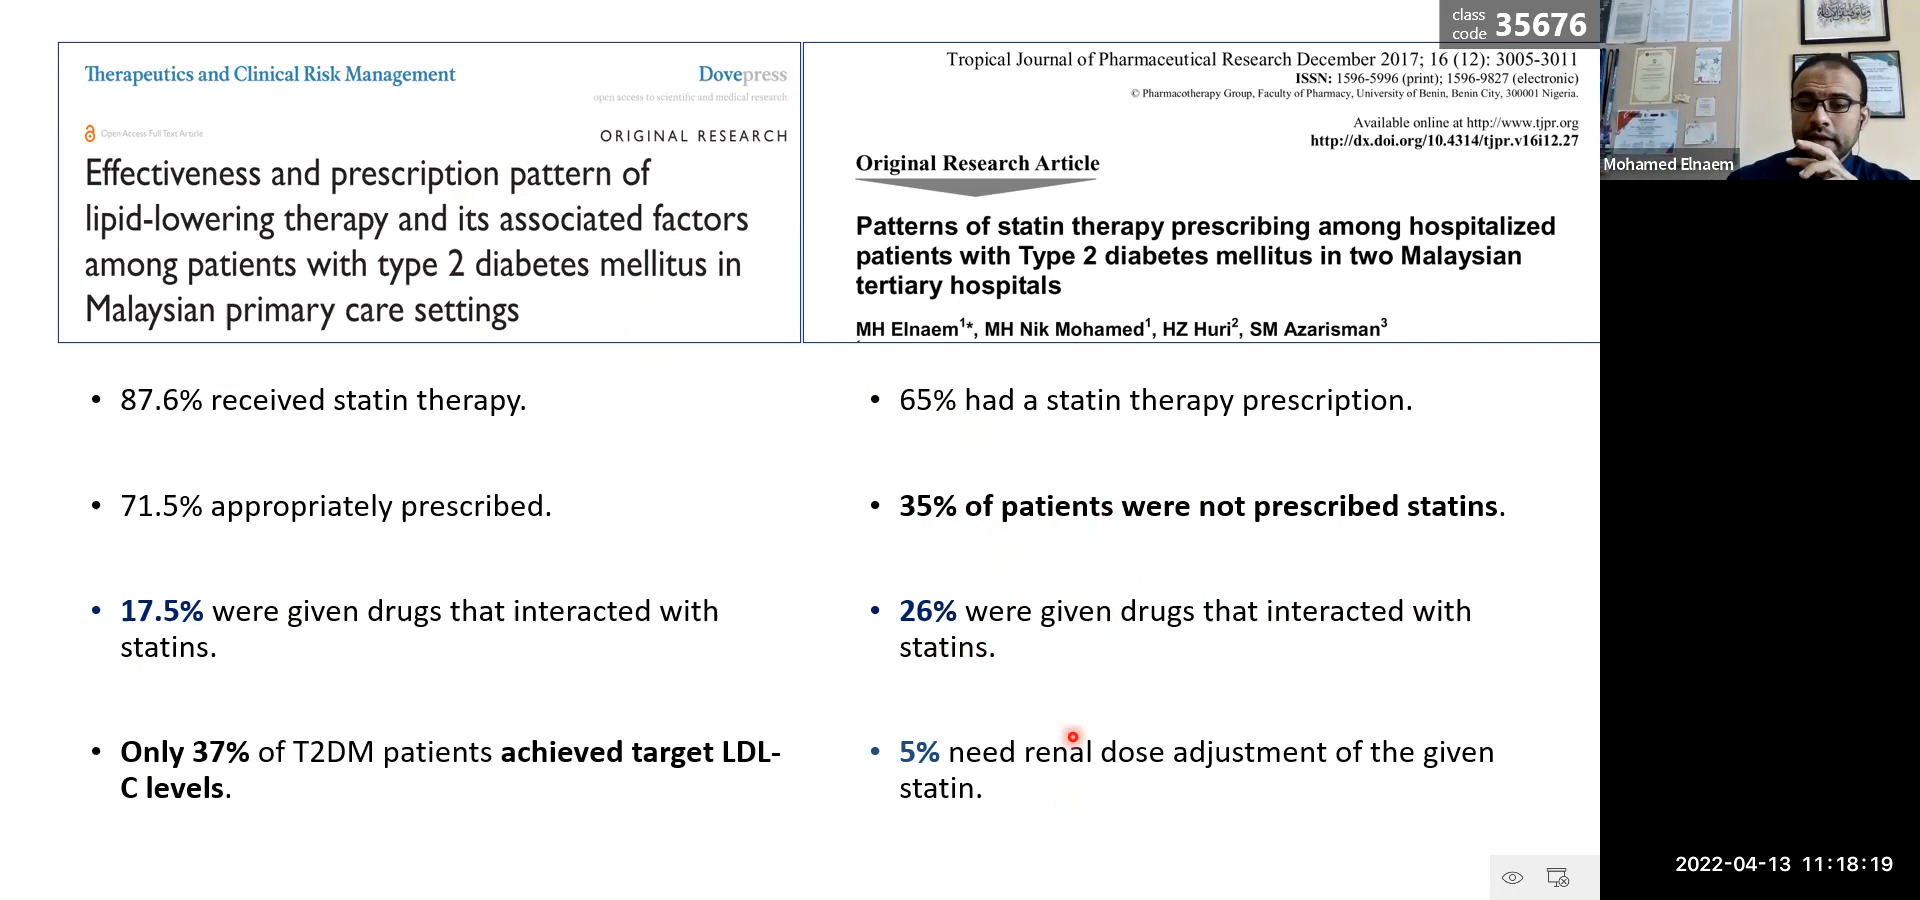 class
code 35676
Therapeutics and Clinical Risk Management
Dovepress
open access to scientific and medical research
Open Access Full Text Article
ORIGINAL RESEARCH
Effectiveness and prescription pattern of
lipid-lowering therapy and its associated factors
among patients with type 2 diabetes mellitus in
Malaysian primary care settings
Tropical Journal of Pharmaceutical Research December 2017; 16 (12): 3005-3011
ISSN: 1596-5996 (print); 1596-9827 (electronic)
© Pharmacotherapy Group, Faculty of Pharmacy, University of Benin, Benin City, 300001 Nigeria.
Available online at http://www.tjpr.org
http://dx.doi.org/10.4314/tjpr.v16i12.27
Original Research Article
Patterns of statin therapy prescribing among hospitalized
patients with Type 2 diabetes mellitus in two Malaysian
tertiary hospitals
MH Elnaem1*, MH Nik Mohamed1, HZ Huri2, SM Azarisman3
• 87.6% received statin therapy.
• 71.5% appropriately prescribed.
• 17.5% were given drugs that interacted with
statins.
• Only 37% of T2DM patients achieved target LDL-
C levels.
• 65% had a statin therapy prescription.
• 35% of patients were not prescribed statins.
• 26% were given drugs that interacted with
statins.
• 5% need renal dose adjustment of the given
statin.
Mohamed Elnaem
2022-04-13 11:18:19